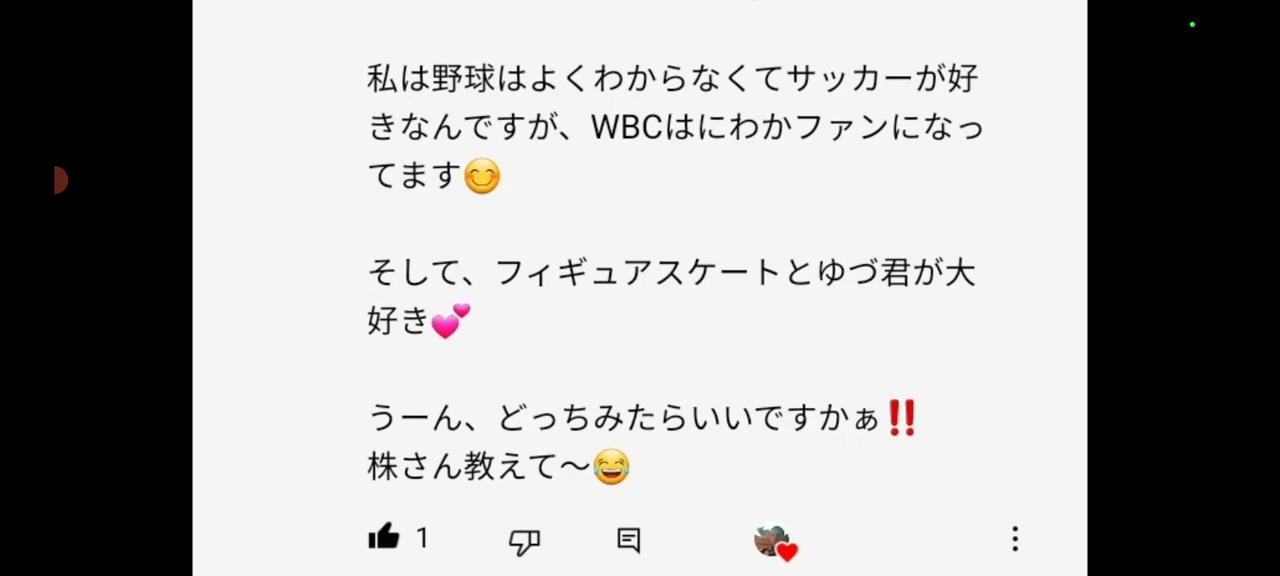 私は野球はよくわからなくてサッカーが好
きなんですが、WBCはにわかファンになっ
てます😊
そして、フィギュアスケートとゆづ君が大
好き💕
うーん、どっちみたらいいですかぁ‼️
株さん教えて〜😂
1